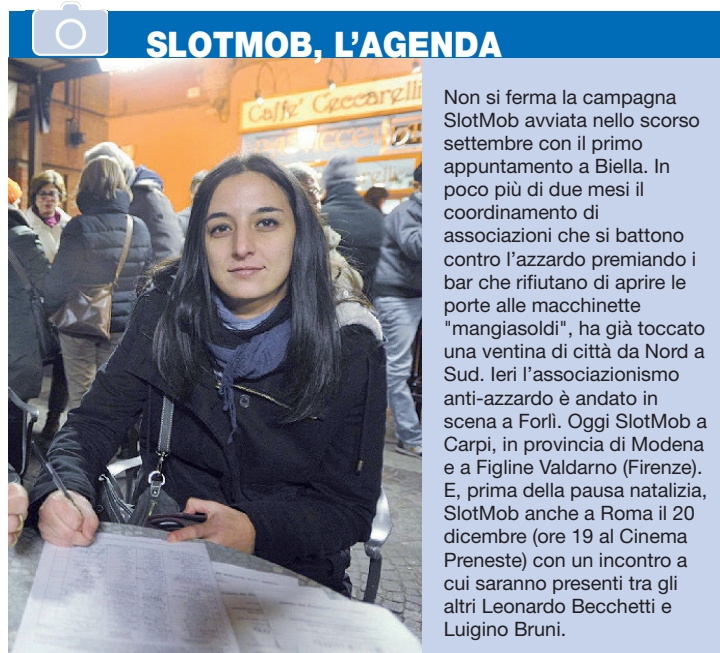 SLOTMOB, L'AGENDA
Caffe' Ceccarelli
Non si ferma la campagna
SlotMob avviata nello scorso
settembre con il primo
appuntamento a Biella. In
poco più di due mesi il
coordinamento di
associazioni che si battono
contro l'azzardo premiando i
bar che rifiutano di aprire le
porte alle macchinette
"mangiasoldi", ha già toccato
una ventina di città da Nord a
Sud. Ieri l'associazionismo
anti-azzardo è andato in
scena a Forlì. Oggi SlotMob a
Carpi, in provincia di Modena
e a Figline Valdarno (Firenze).
E, prima della pausa natalizia,
SlotMob anche a Roma il 20
dicembre (ore 19 al Cinema
Preneste) con un incontro a
cui saranno presenti tra gli
altri Leonardo Becchetti e
Luigino Bruni.